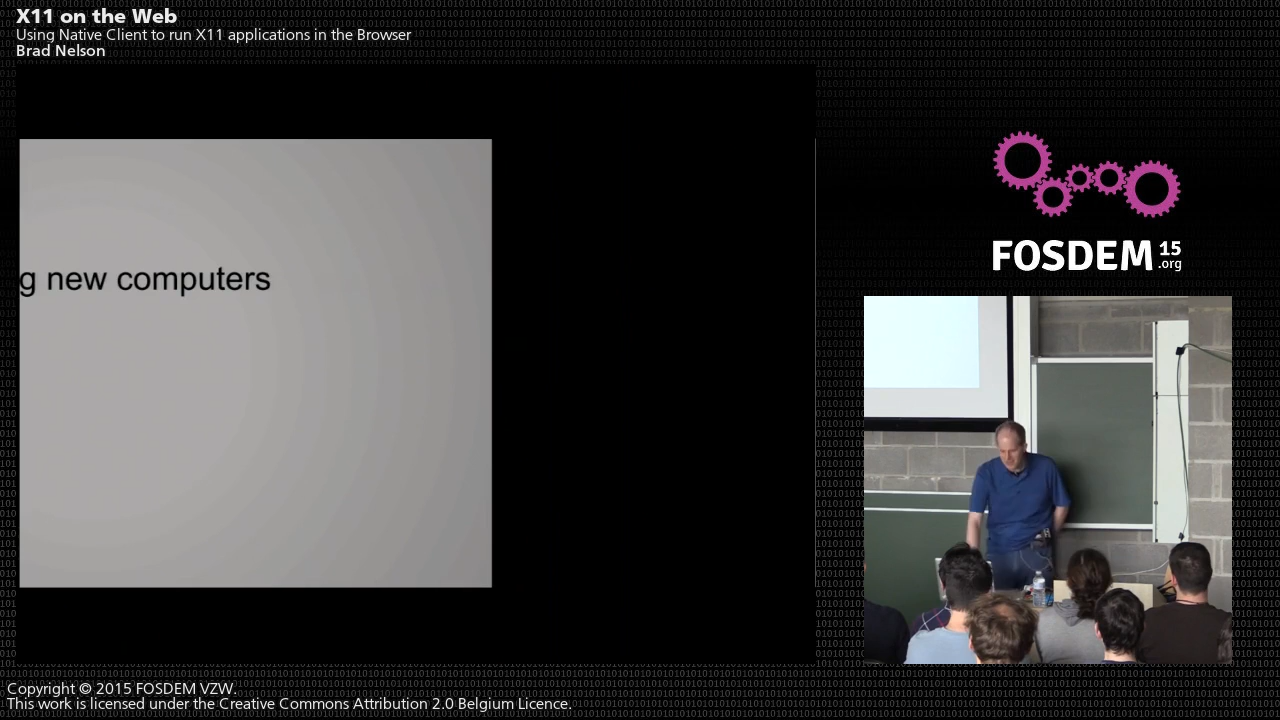 X11 on the Web
Using Native Client to run X11 applications in the Browser
Brad Nelson
g new computers
FOSDEM 15
.org
Copyright © 2015 FOSDEM VZW.
This work is licensed under the Creative Commons Attribution 2.0 Belgium Licence.